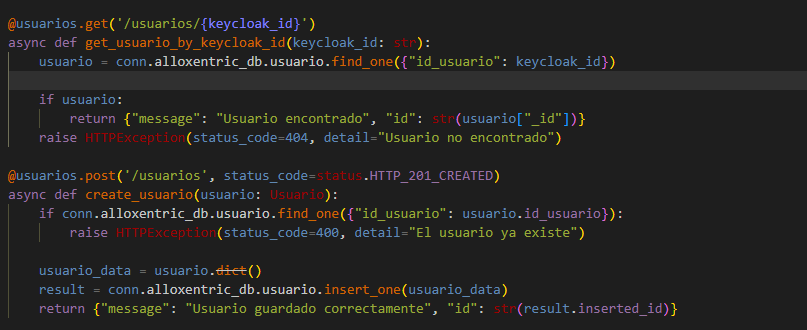 @usuarios.get('/usuarios/{keycloak_id}')
async def get_usuario_by_keycloak_id(keycloak_id: str):
    usuario = conn.alloxentric_db.usuario.find_one({"id_usuario": keycloak_id})
    if usuario:
        return {"message": "Usuario encontrado", "id": str(usuario["_id"])}
    raise HTTPException(status_code=404, detail="Usuario no encontrado")
@usuarios.post('/usuarios', status_code=status.HTTP_201_CREATED)
async def create_usuario(usuario: Usuario):
    if conn.alloxentric_db.usuario.find_one({"id_usuario": usuario.id_usuario}):
        raise HTTPException(status_code=400, detail="El usuario ya existe")
    usuario_data = usuario.dict()
    result = conn.alloxentric_db.usuario.insert_one(usuario_data)
    return {"message": "Usuario guardado correctamente", "id": str(result.inserted_id)}